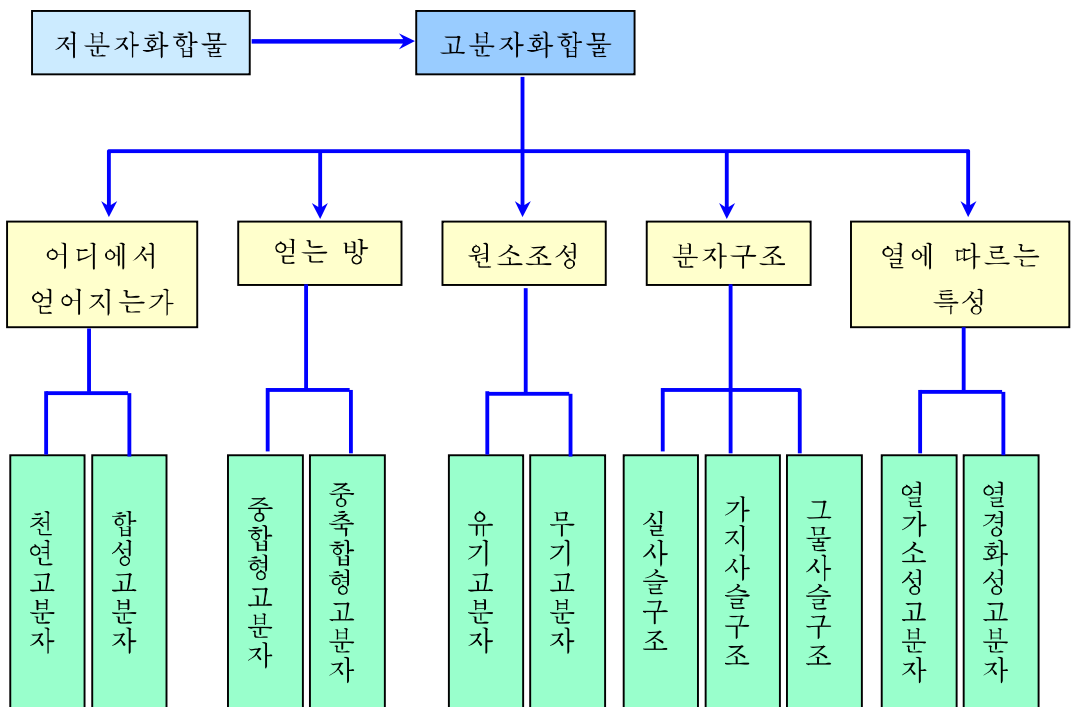 저분자화합물
고분자화합물
어디에서
얻어지는가
얻는 방
원소조성
분자구조
열에 따르는
특성
천연고분자
합성고분자
중합형고분자
중축합형고분자
유기고분자
무기고분자
실사슬구조
가지사슬구조
그물사슬구조
열가소성고분자
열경화성고분자